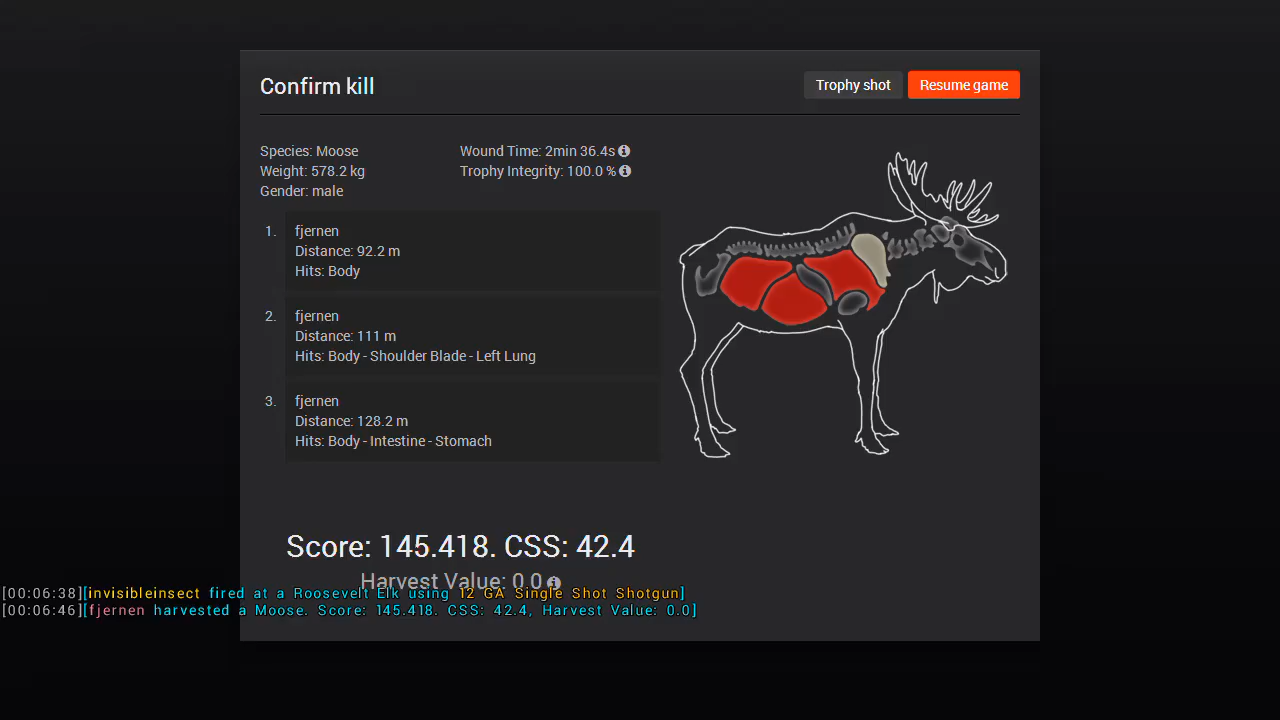 Confirm kill
Trophy shot
Resume game
Species: Moose
Weight: 578.2 kg
Gender: male
Wound Time: 2min 36.4s
Trophy Integrity: 100.0 %
1. fjernen
Distance: 92.2 m
Hits: Body
2. fjernen
Distance: 111 m
Hits: Body - Shoulder Blade - Left Lung
3. fjernen
Distance: 128.2 m
Hits: Body - Intestine - Stomach
Score: 145.418. CSS: 42.4
Harvest Value: 0.0
[00:06:38][invisibleinsect fired at a Roosevelt Elk using 12 GA Single Shot Shotgun]
[00:06:46][fjernen harvested a Moose. Score: 145.418. CSS: 42.4, Harvest Value: 0.0]